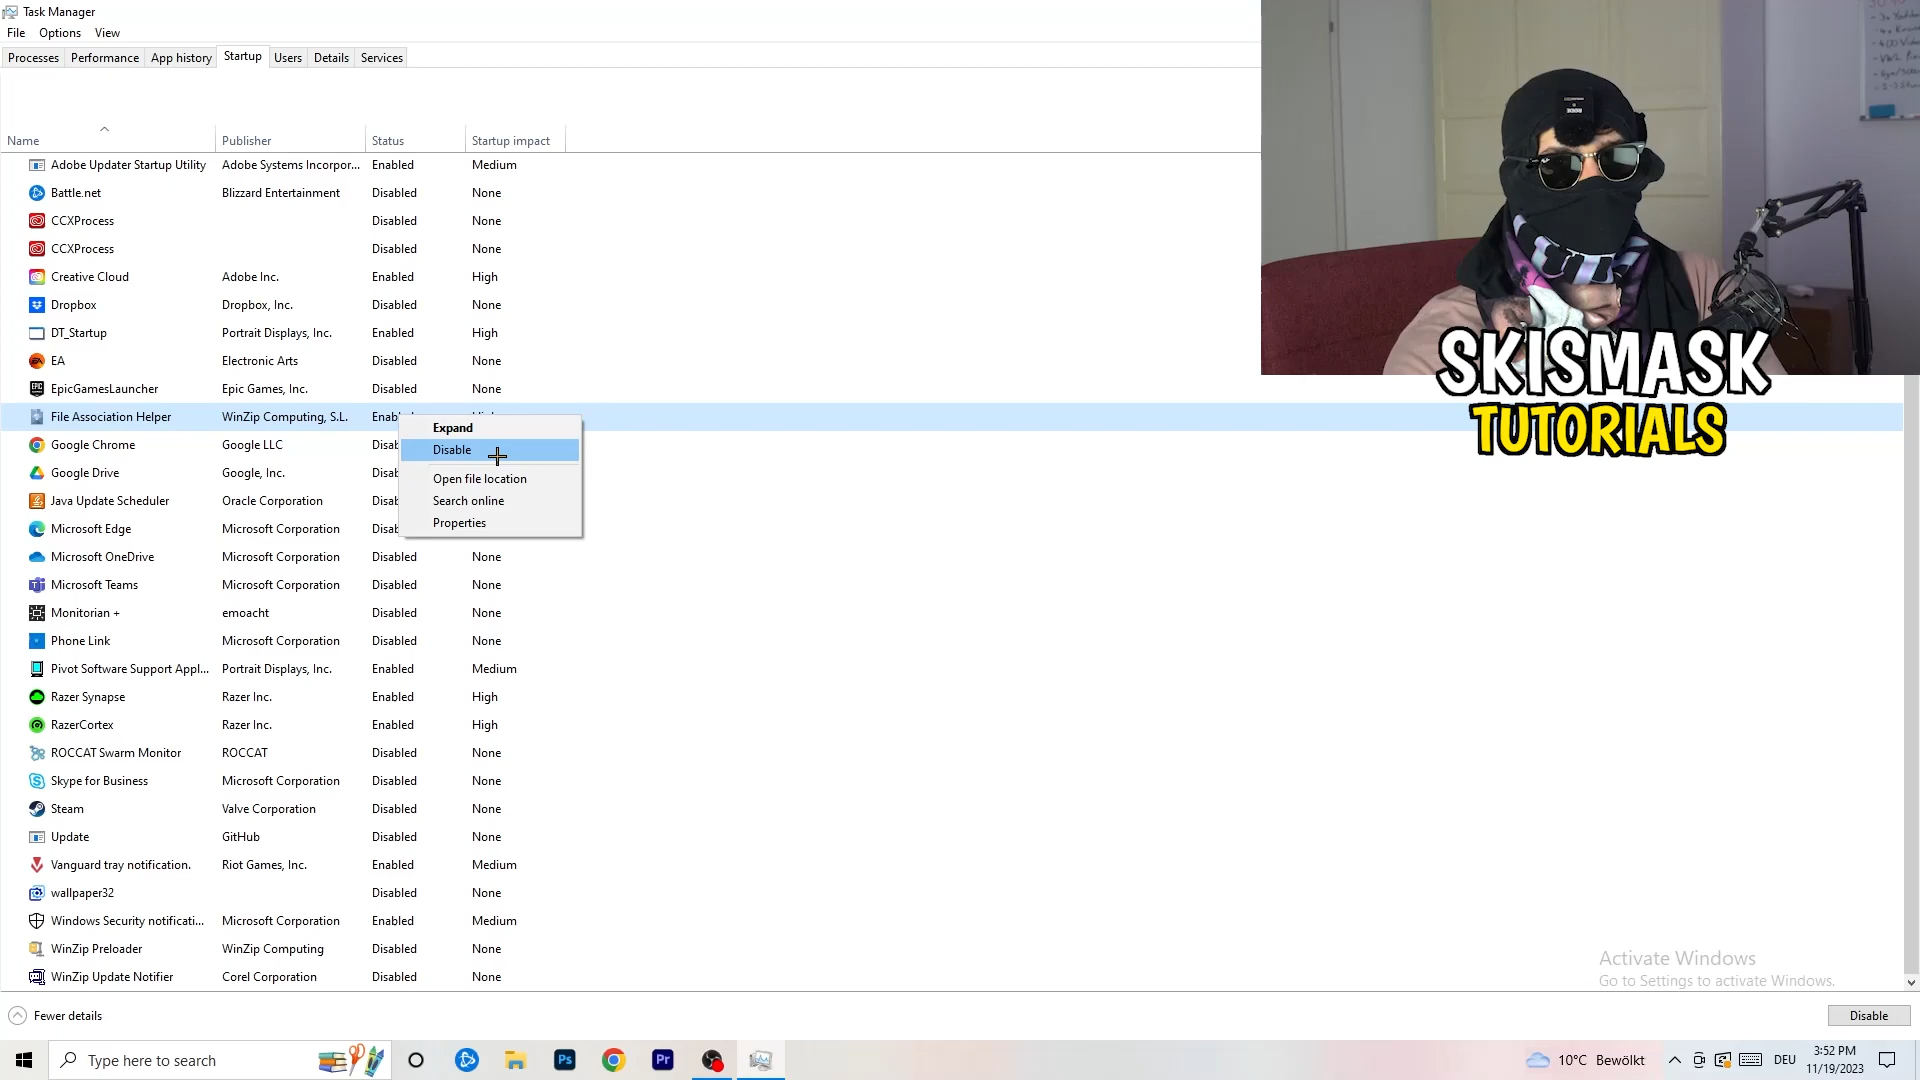 Task Manager
File Options View
Processes Performance App history Startup Users Details Services
Name Publisher Status Startup impact
Adobe Updater Startup Utility Adobe Systems Incorpor... Enabled Medium
Battle.net Blizzard Entertainment Disabled None
CCXProcess Disabled None
CCXProcess Disabled None
Creative Cloud Adobe Inc. Enabled High
Dropbox Dropbox, Inc. Disabled None
DT_Startup Portrait Displays, Inc. Enabled High
EA Electronic Arts Disabled None
EpicGamesLauncher Epic Games, Inc. Disabled None
File Association Helper WinZip Computing, S.L.
Google Chrome Google LLC
Google Drive Google, Inc.
Java Update Scheduler Oracle Corporation
Microsoft Edge Microsoft Corporation
Expand
Disable
Open file location
Search online
Properties
Microsoft OneDrive Microsoft Corporation Disabled None
Microsoft Teams Microsoft Corporation Disabled None
Monitorian + emoacht Disabled None
Phone Link Microsoft Corporation Disabled None
Pivot Software Support Appl... Portrait Displays, Inc. Enabled Medium
Razer Synapse Razer Inc. Enabled High
RazerCortex Razer Inc. Enabled High
ROCCAT Swarm Monitor ROCCAT Disabled None
Skype for Business Microsoft Corporation Disabled None
Steam Valve Corporation Disabled None
Update GitHub Disabled None
Vanguard tray notification. Riot Games, Inc. Enabled Medium
wallpaper32 Disabled None
Windows Security notificati... Microsoft Corporation Enabled Medium
WinZip Preloader WinZip Computing Disabled None
WinZip Update Notifier Corel Corporation Disabled None
SKISMASK
TUTORIALS
Activate Windows
Go to Settings to activate Windows.
Fewer details
Disable
Type here to search
Ps
Pr
10°C Bewölkt
DEU
3:52 PM
11/19/2023